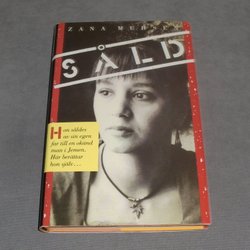 ZANA MUHSEN
SÅLD
Hon såldes
av sin egen
far till en okänd
man i Jemen.
Här berättar
hon själv...